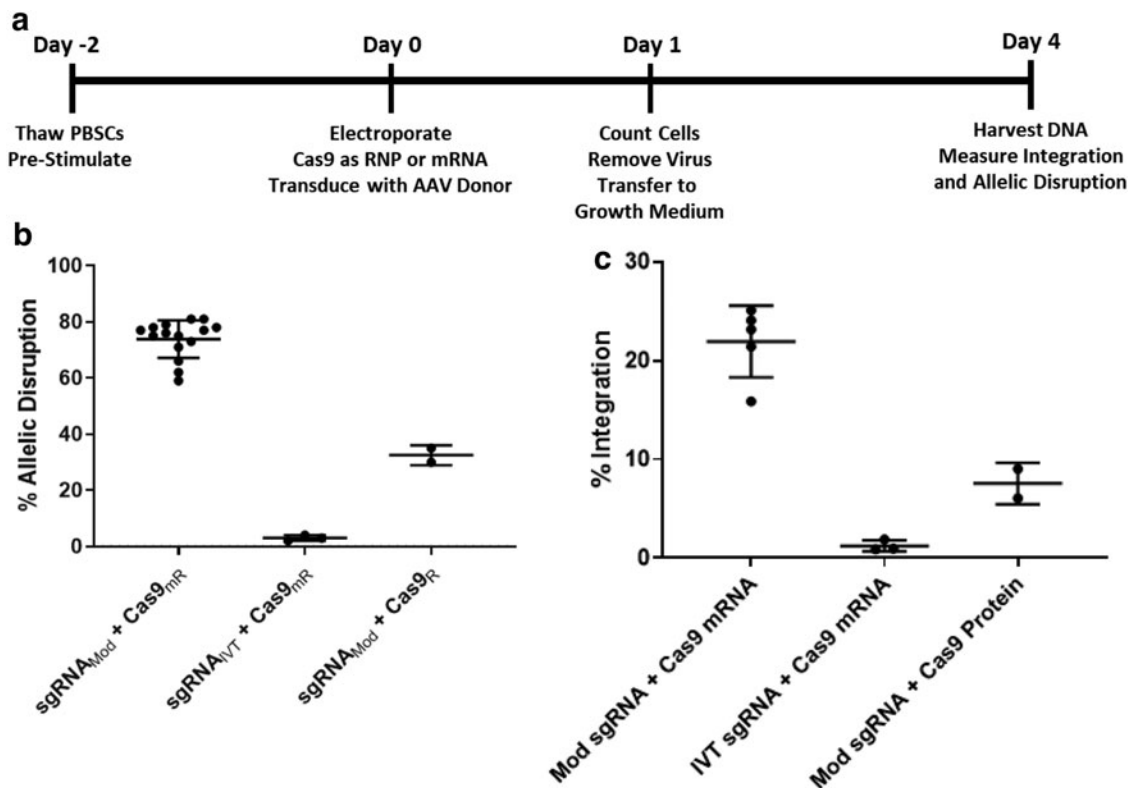 a
Day -2
Day 0
Day 1
Day 4
Thaw PBSCs
Pre-Stimulate
Electroporate
Cas9 as RNP or mRNA
Transduce with AAV Donor
Count Cells
Remove Virus
Transfer to
Growth Medium
Harvest DNA
Measure Integration
and Allelic Disruption
b
% Allelic Disruption
100
80
60
40
20
0
sgRNAMod + Cas9mR
sgRNAIVT + Cas9mR
sgRNAMod + Cas9R
c
% Integration
30
20
10
0
Mod sgRNA + Cas9 mRNA
IVT sgRNA + Cas9 mRNA
Mod sgRNA + Cas9 Protein